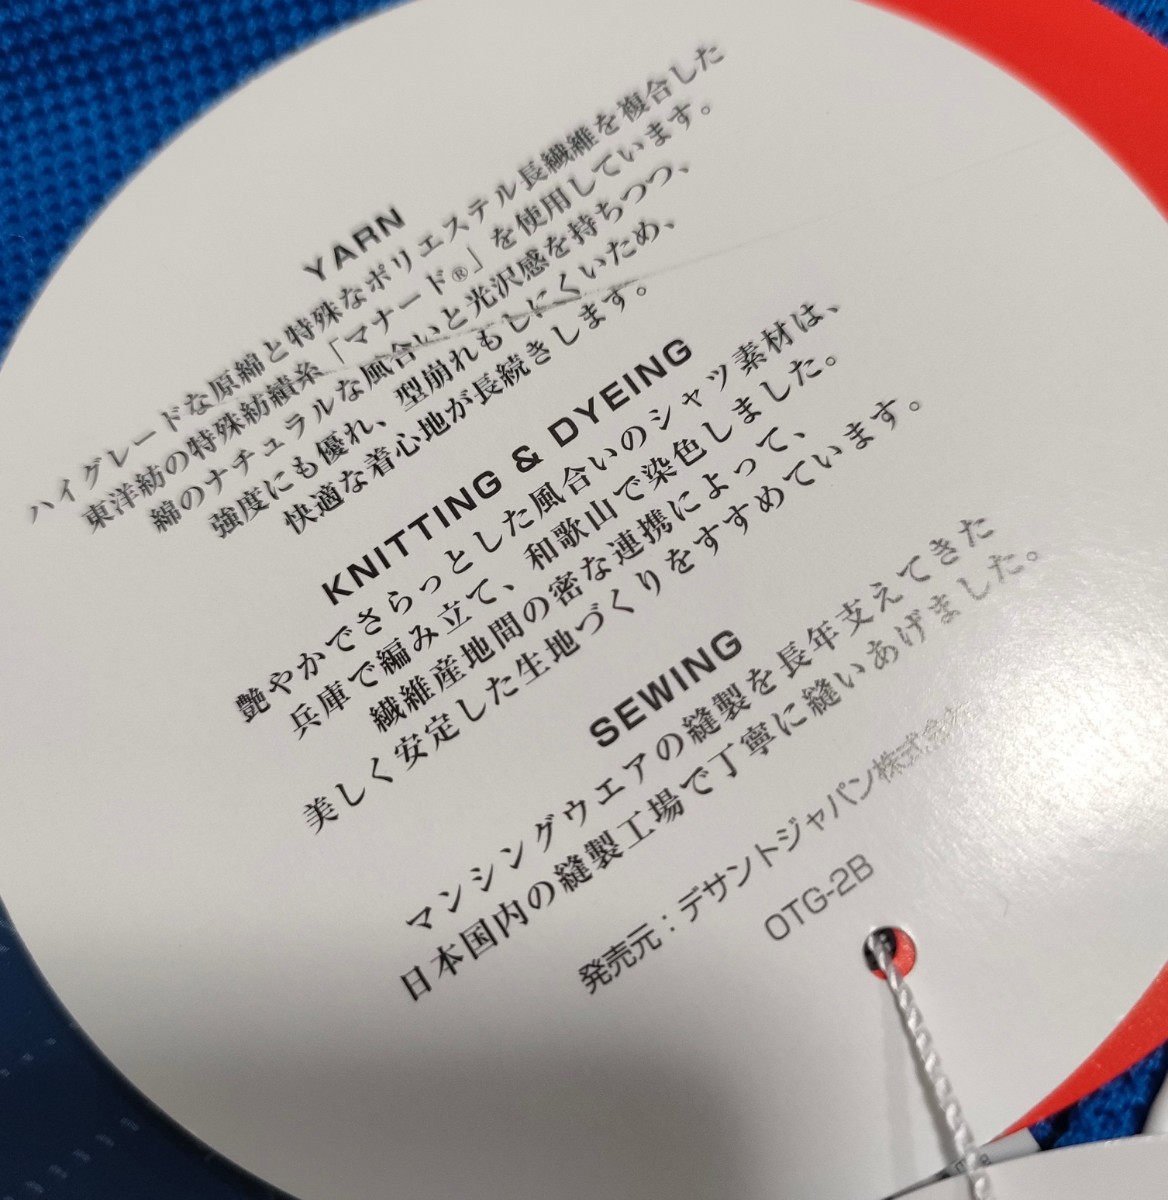 YARN
ハイグレードな原綿と特殊なポリエステル長繊維を複合した
東洋紡の特殊紡績糸「マナード®」を使用しています。
綿のナチュラルな風合いと光沢感を持ちつつ、
強度にも優れ、型崩れもしにくいため、
快適な着心地が長続きします。
KNITTING & DYEING
艶やかでさらっとした風合いのシャツ素材は、
兵庫で編み立て、和歌山で染色しました。
繊維産地間の密な連携によって、
美しく安定した生地づくりをすすめています。
SEWING
マンシングウエアの縫製を長年支えてきた
日本国内の縫製工場で丁寧に縫いあげました。
発売元：デサントジャパン株式会社
OTG-2B